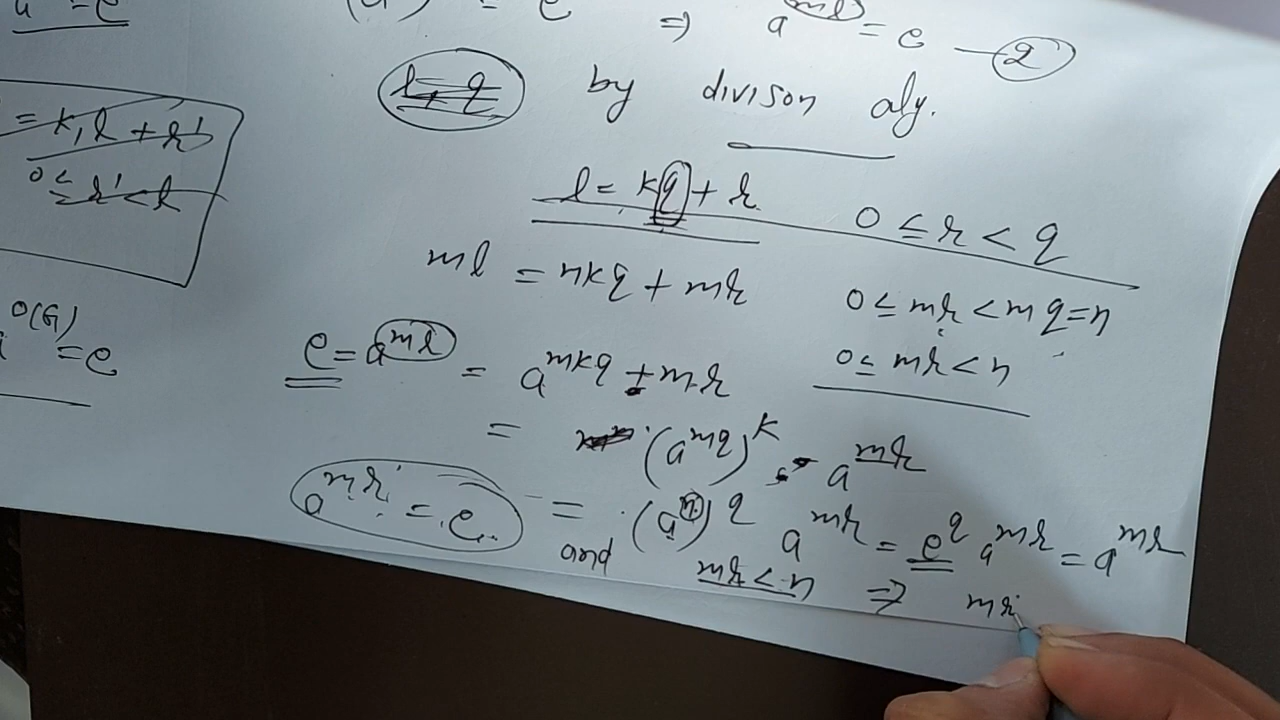 = e
a^{ml} = e — (2)
l, q by divison alg.
= k₁l + r'
0 ≤ r' < l
l = kq + r 0 ≤ r < q
ml = mkq + mr 0 ≤ mr < mq = n
a^{O(G)} = e
e = a^{ml} = a^{mkq + mr} 0 ≤ mr < n
= (a^{mq})^k . a^{mr}
a^{mr} = e. = (a^n)^q a^{mr} = e^q a^{mr} = a^{mr}
and mr < n ⇒ mr